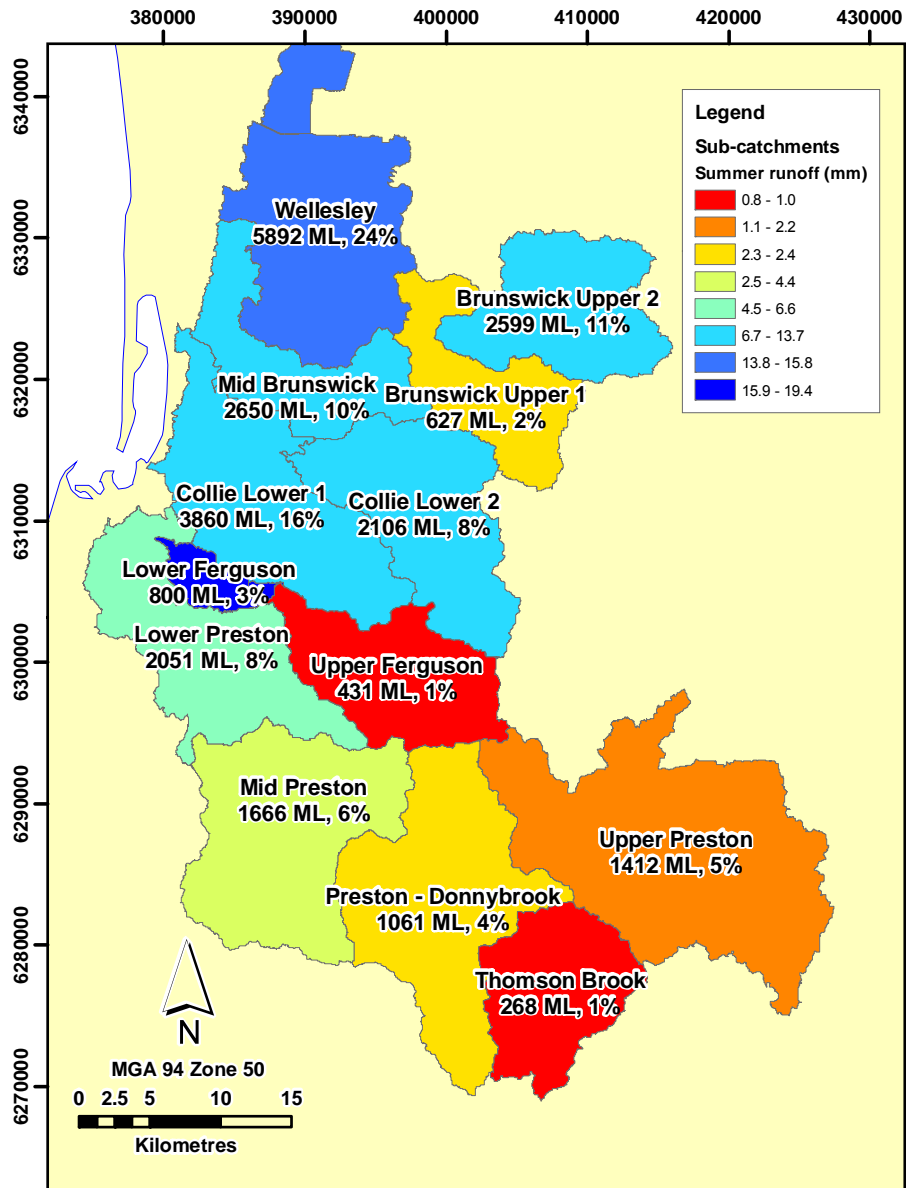 380000 390000 400000 410000 420000 430000
6340000
6330000
6320000
6310000
6300000
6290000
6280000
6270000
Legend
Sub-catchments
Summer runoff (mm)
0.8 - 1.0
1.1 - 2.2
2.3 - 2.4
2.5 - 4.4
4.5 - 6.6
6.7 - 13.7
13.8 - 15.8
15.9 - 19.4
Wellesley
5892 ML, 24%
Brunswick Upper 2
2599 ML, 11%
Mid Brunswick
2650 ML, 10%
Brunswick Upper 1
627 ML, 2%
Collie Lower 1
3860 ML, 16%
Collie Lower 2
2106 ML, 8%
Lower Ferguson
800 ML, 3%
Lower Preston
2051 ML, 8%
Upper Ferguson
431 ML, 1%
Mid Preston
1666 ML, 6%
Upper Preston
1412 ML, 5%
Preston - Donnybrook
1061 ML, 4%
Thomson Brook
268 ML, 1%
N
MGA 94 Zone 50
0 2.5 5 10 15
Kilometres